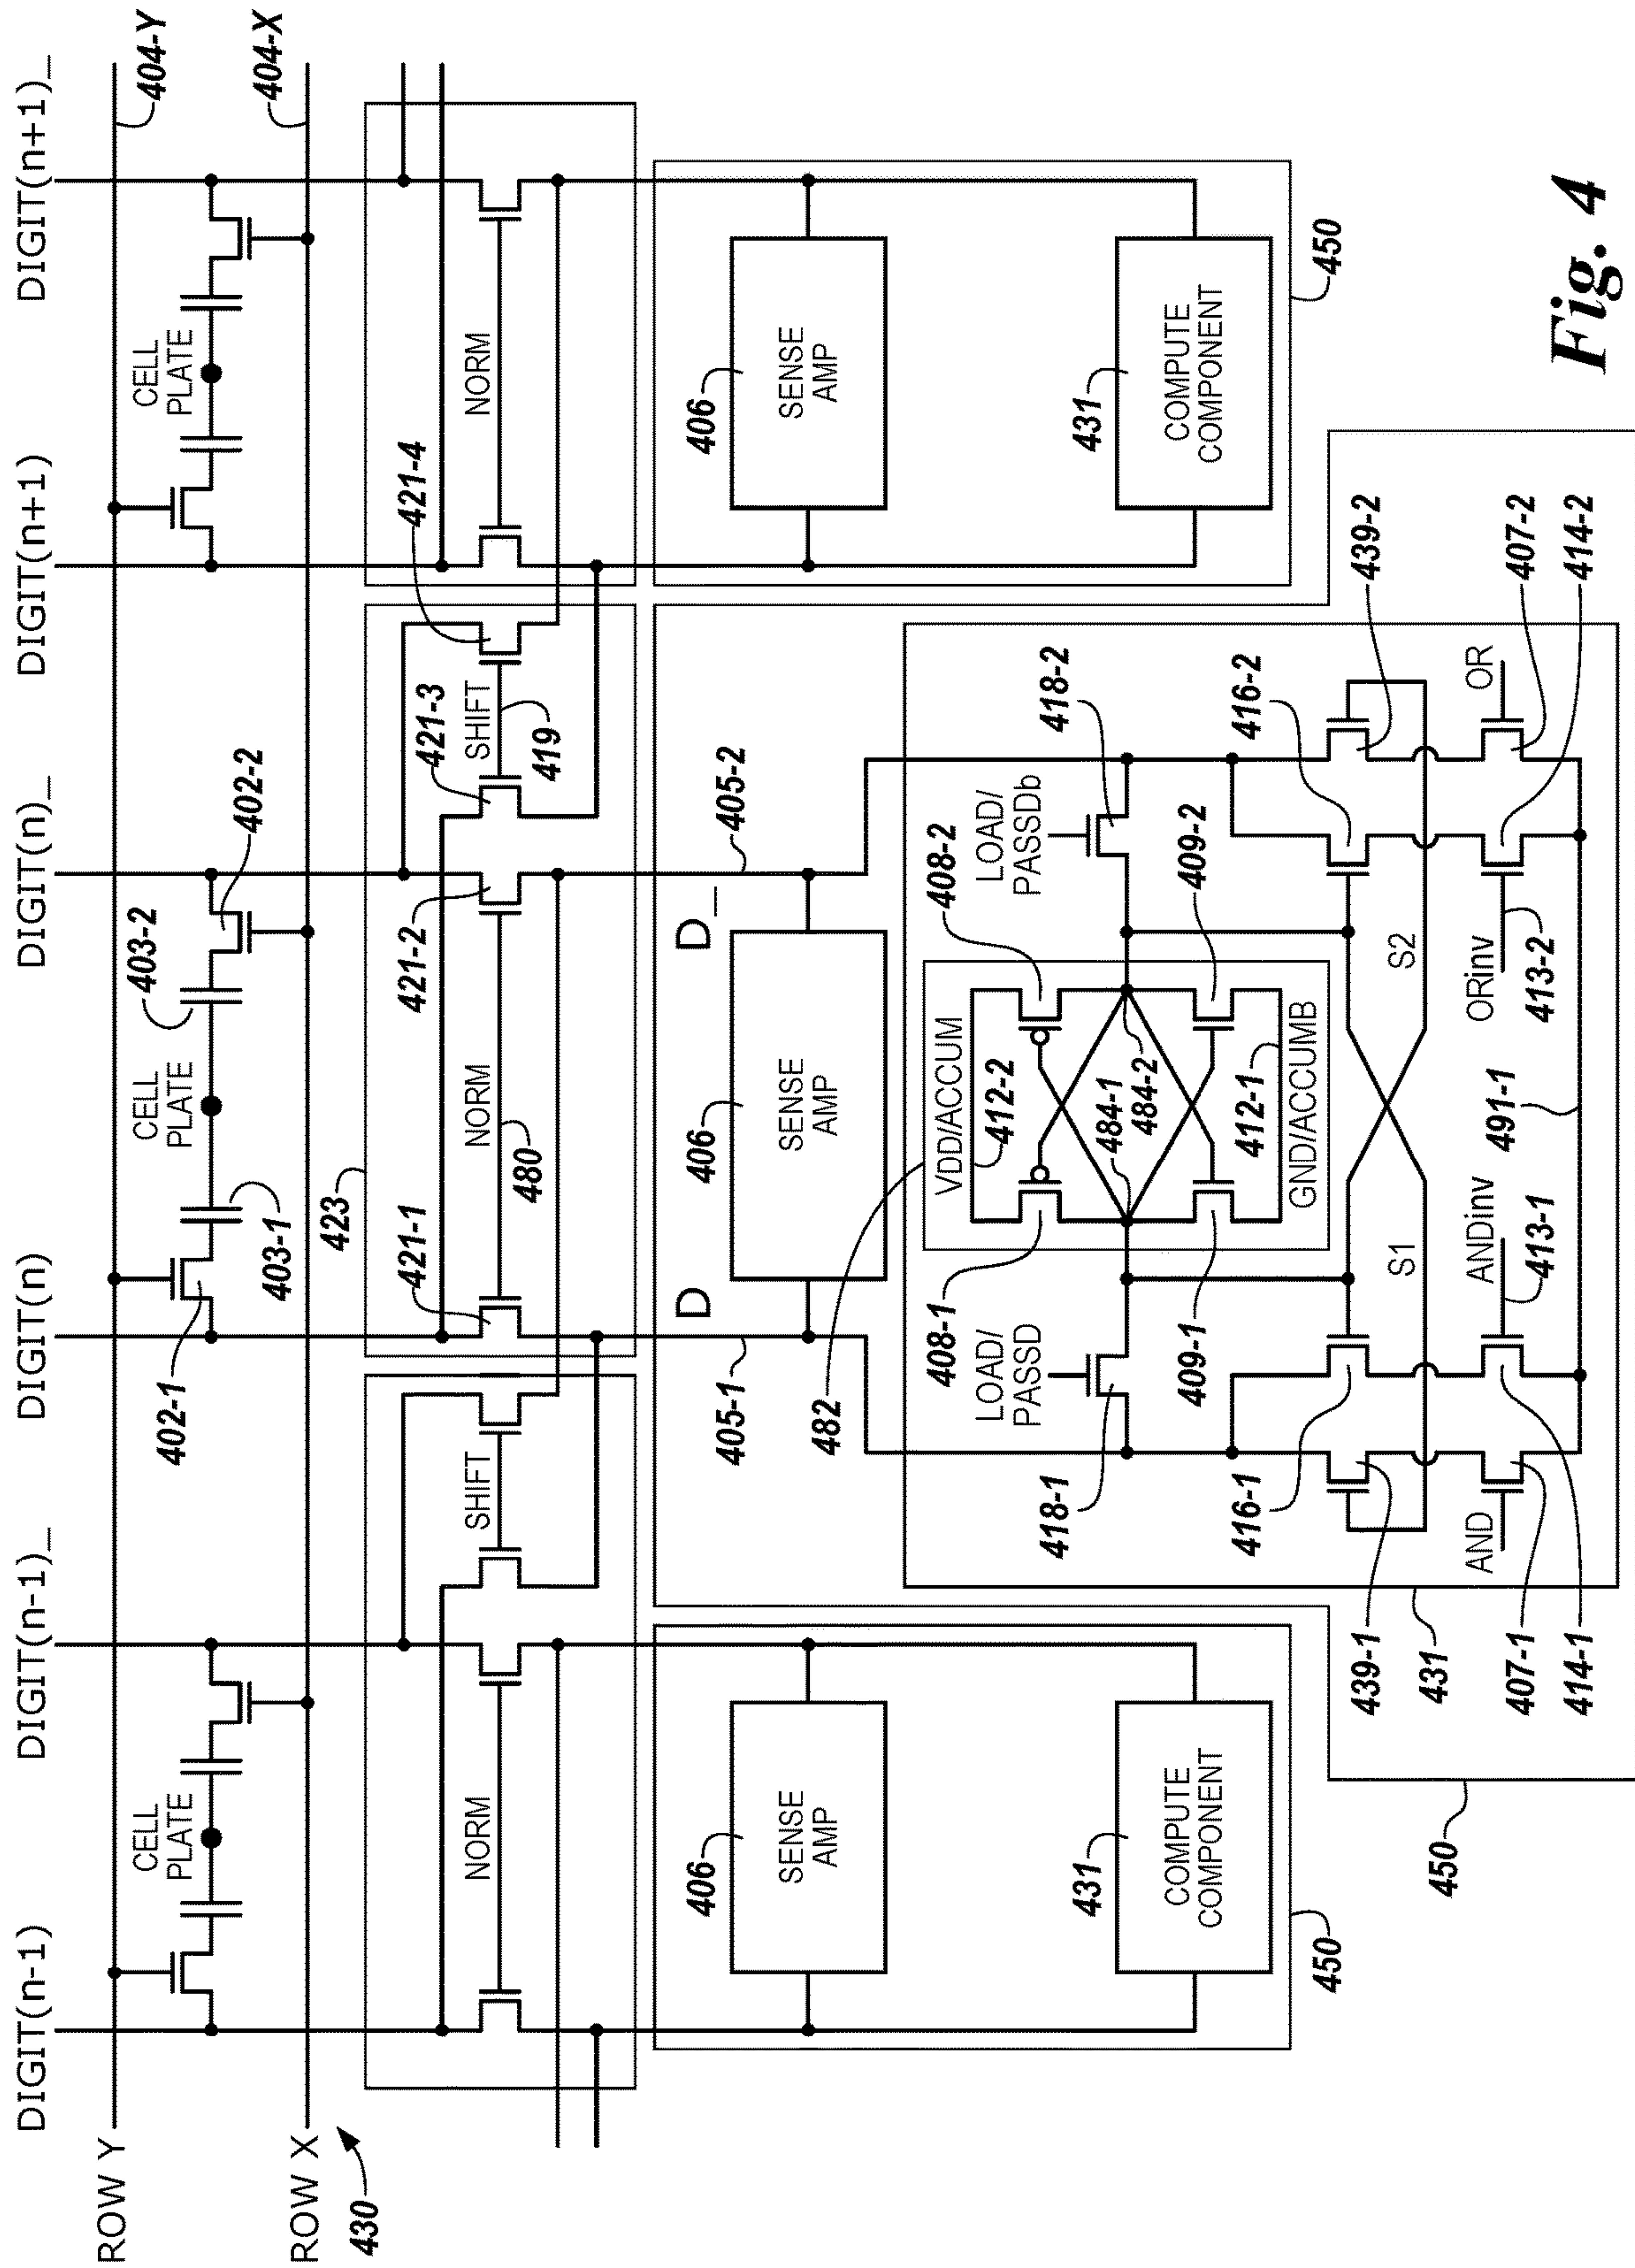 ROW Y
ROW X
430
DIGIT(n-1)
DIGIT(n-1)_
DIGIT(n)
DIGIT(n)_
DIGIT(n+1)
DIGIT(n+1)_
404-Y
404-X
CELL
PLATE
402-1
403-1
CELL
PLATE
403-2
402-2
CELL
PLATE
423
NORM
SHIFT
421-1
NORM
480
421-2
421-3
SHIFT
419
421-4
NORM
405-1
D
D_
405-2
406
SENSE
AMP
406
SENSE
AMP
406
SENSE
AMP
431
COMPUTE
COMPONENT
450
431
COMPUTE
COMPONENT
450
482
VDD/ACCUM
412-2
408-1
408-2
LOAD/
PASSD
LOAD/
PASSDb
418-1
418-2
484-1
484-2
409-1
409-2
412-1
GND/ACCUMB
416-1
416-2
S1
S2
439-1
439-2
431
AND
ANDinv
413-1
491-1
ORinv
413-2
OR
407-1
407-2
414-1
414-2
450
Fig. 4